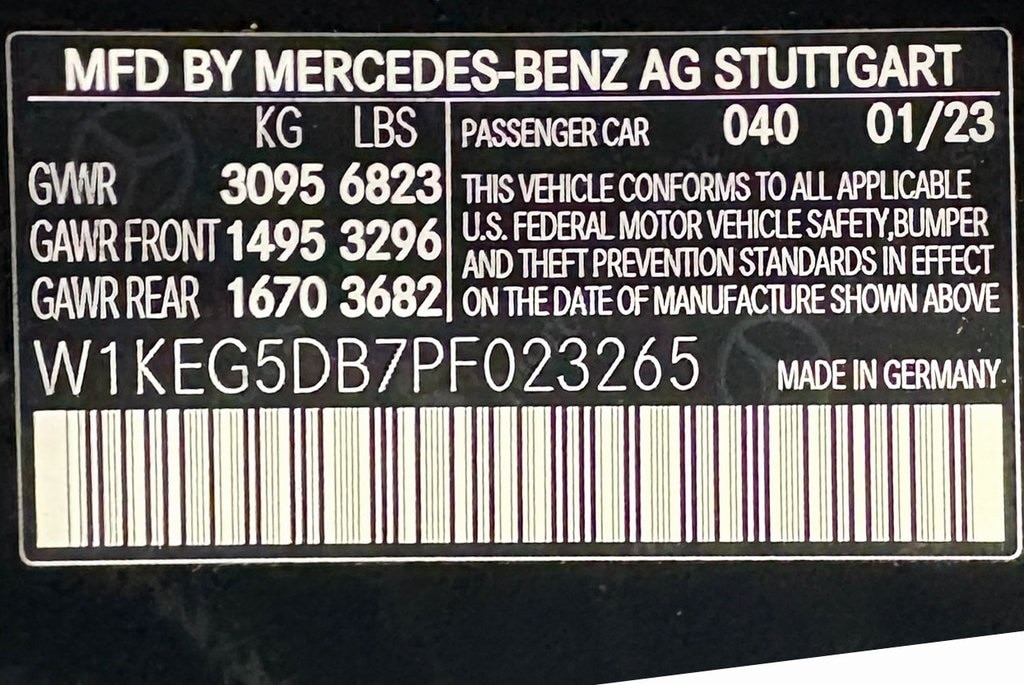 MFD BY MERCEDES-BENZ AG STUTTGART
KG LBS
GVWR 3095 6823
GAWR FRONT 1495 3296
GAWR REAR 1670 3682
PASSENGER CAR 040 01/23
THIS VEHICLE CONFORMS TO ALL APPLICABLE
U.S. FEDERAL MOTOR VEHICLE SAFETY,BUMPER
AND THEFT PREVENTION STANDARDS IN EFFECT
ON THE DATE OF MANUFACTURE SHOWN ABOVE
W1KEG5DB7PF023265
MADE IN GERMANY